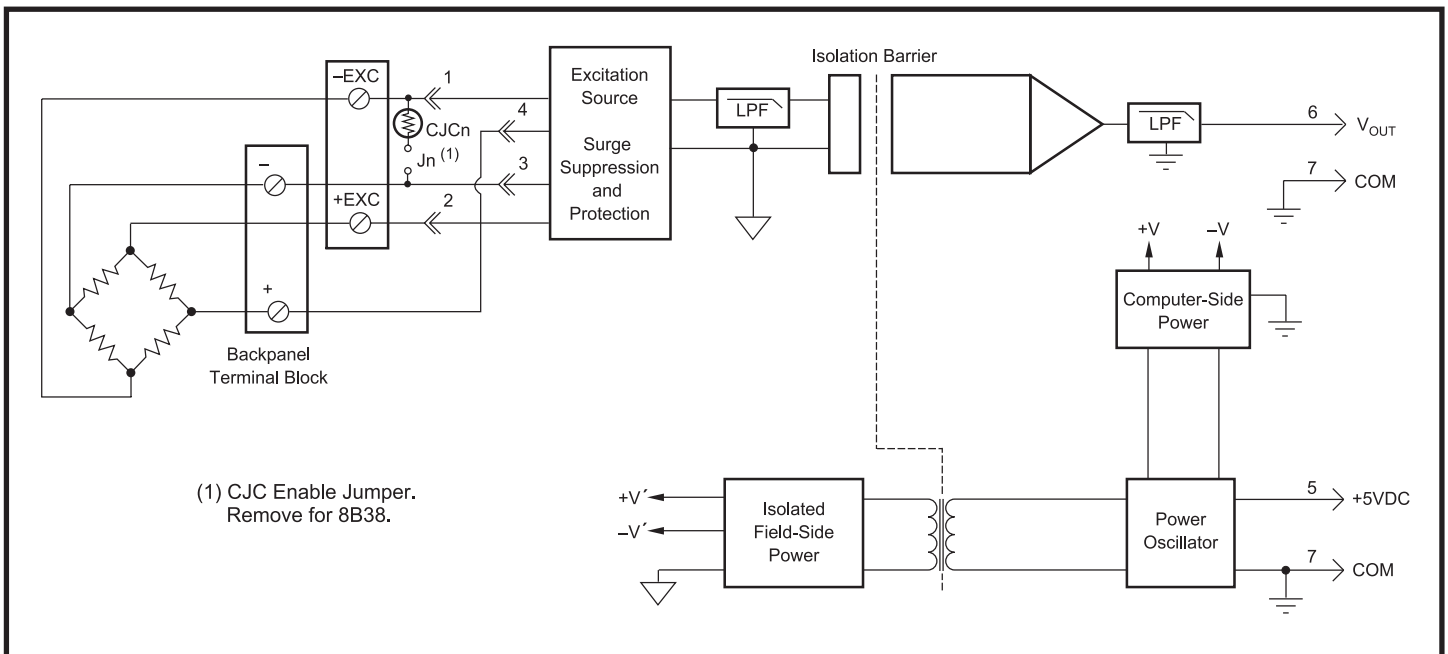 Isolation Barrier
–EXC
1
4
CJCn
Jn (1)
–
3
+EXC
2
+
Backpanel
Terminal Block
Excitation
Source
Surge
Suppression
and
Protection
LPF
LPF
6
VOUT
7
COM
+V
–V
Computer-Side
Power
(1) CJC Enable Jumper.
Remove for 8B38.
+V´
–V´
Isolated
Field-Side
Power
Power
Oscillator
5
+5VDC
7
COM